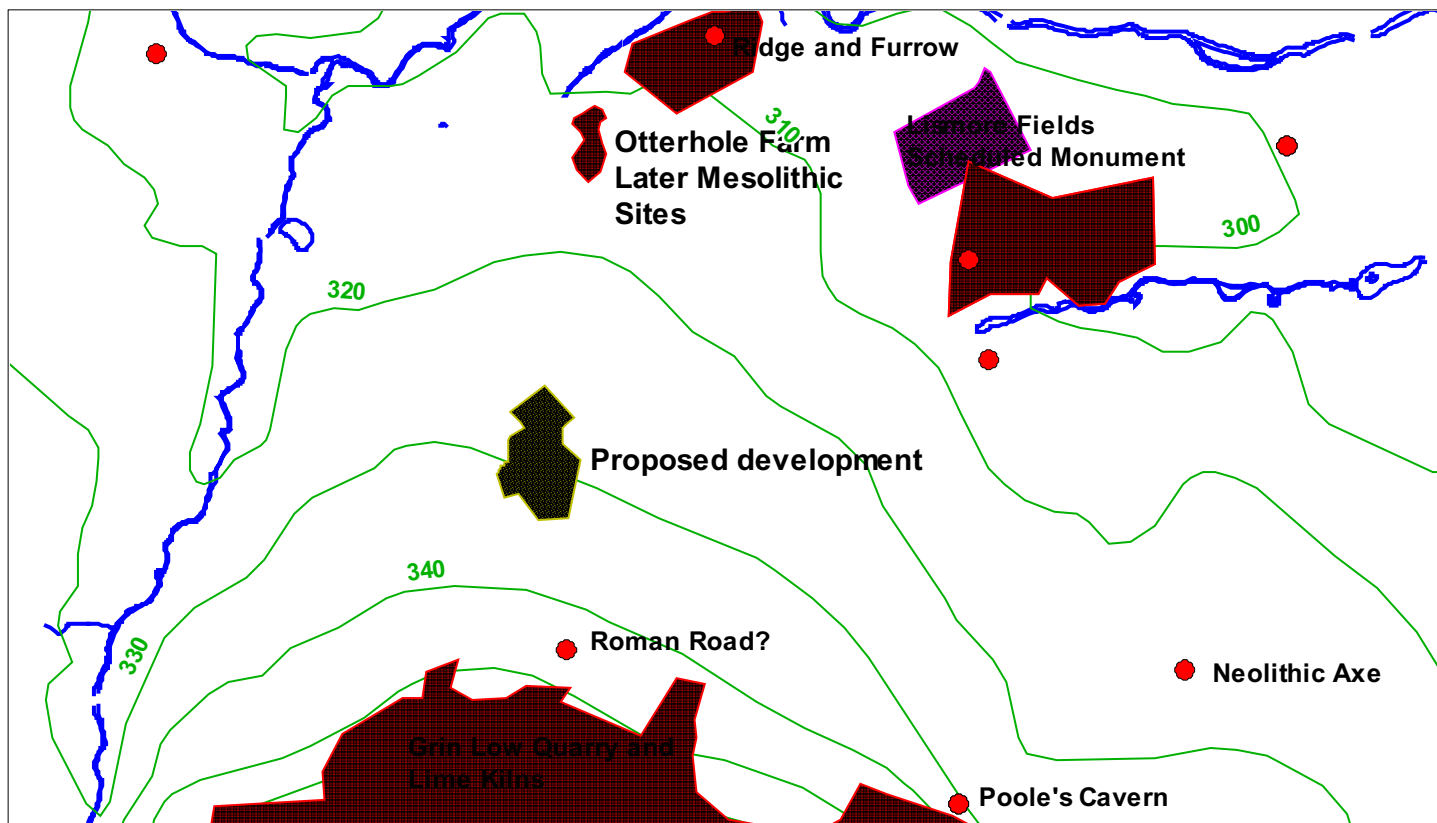 Ridge and Furrow
310
Lismore Fields
Scheduled Monument
Otterhole Farm
Later Mesolithic
Sites
300
320
Proposed development
340
330
Roman Road?
Neolithic Axe
Grin Low Quarry and
Lime Kilns
Poole's Cavern